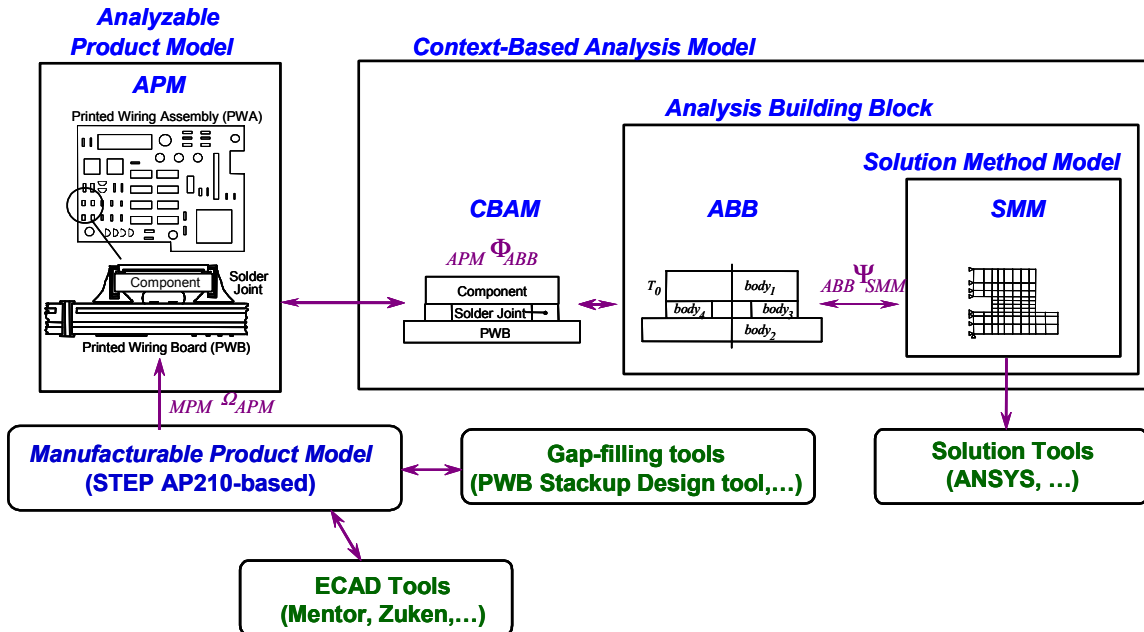 Analyzable
Product Model
APM
Printed Wiring Assembly (PWA)
Component
Solder
Joint
Printed Wiring Board (PWB)
MPM Ω APM
Context-Based Analysis Model
CBAM
APM Φ ABB
Component
Solder Joint
PWB
Analysis Building Block
ABB
T0
body1
body4
body3
body2
ABB Ψ SMM
Solution Method Model
SMM
Manufacturable Product Model
(STEP AP210-based)
Gap-filling tools
(PWB Stackup Design tool,…)
Solution Tools
(ANSYS, …)
ECAD Tools
(Mentor, Zuken,…)